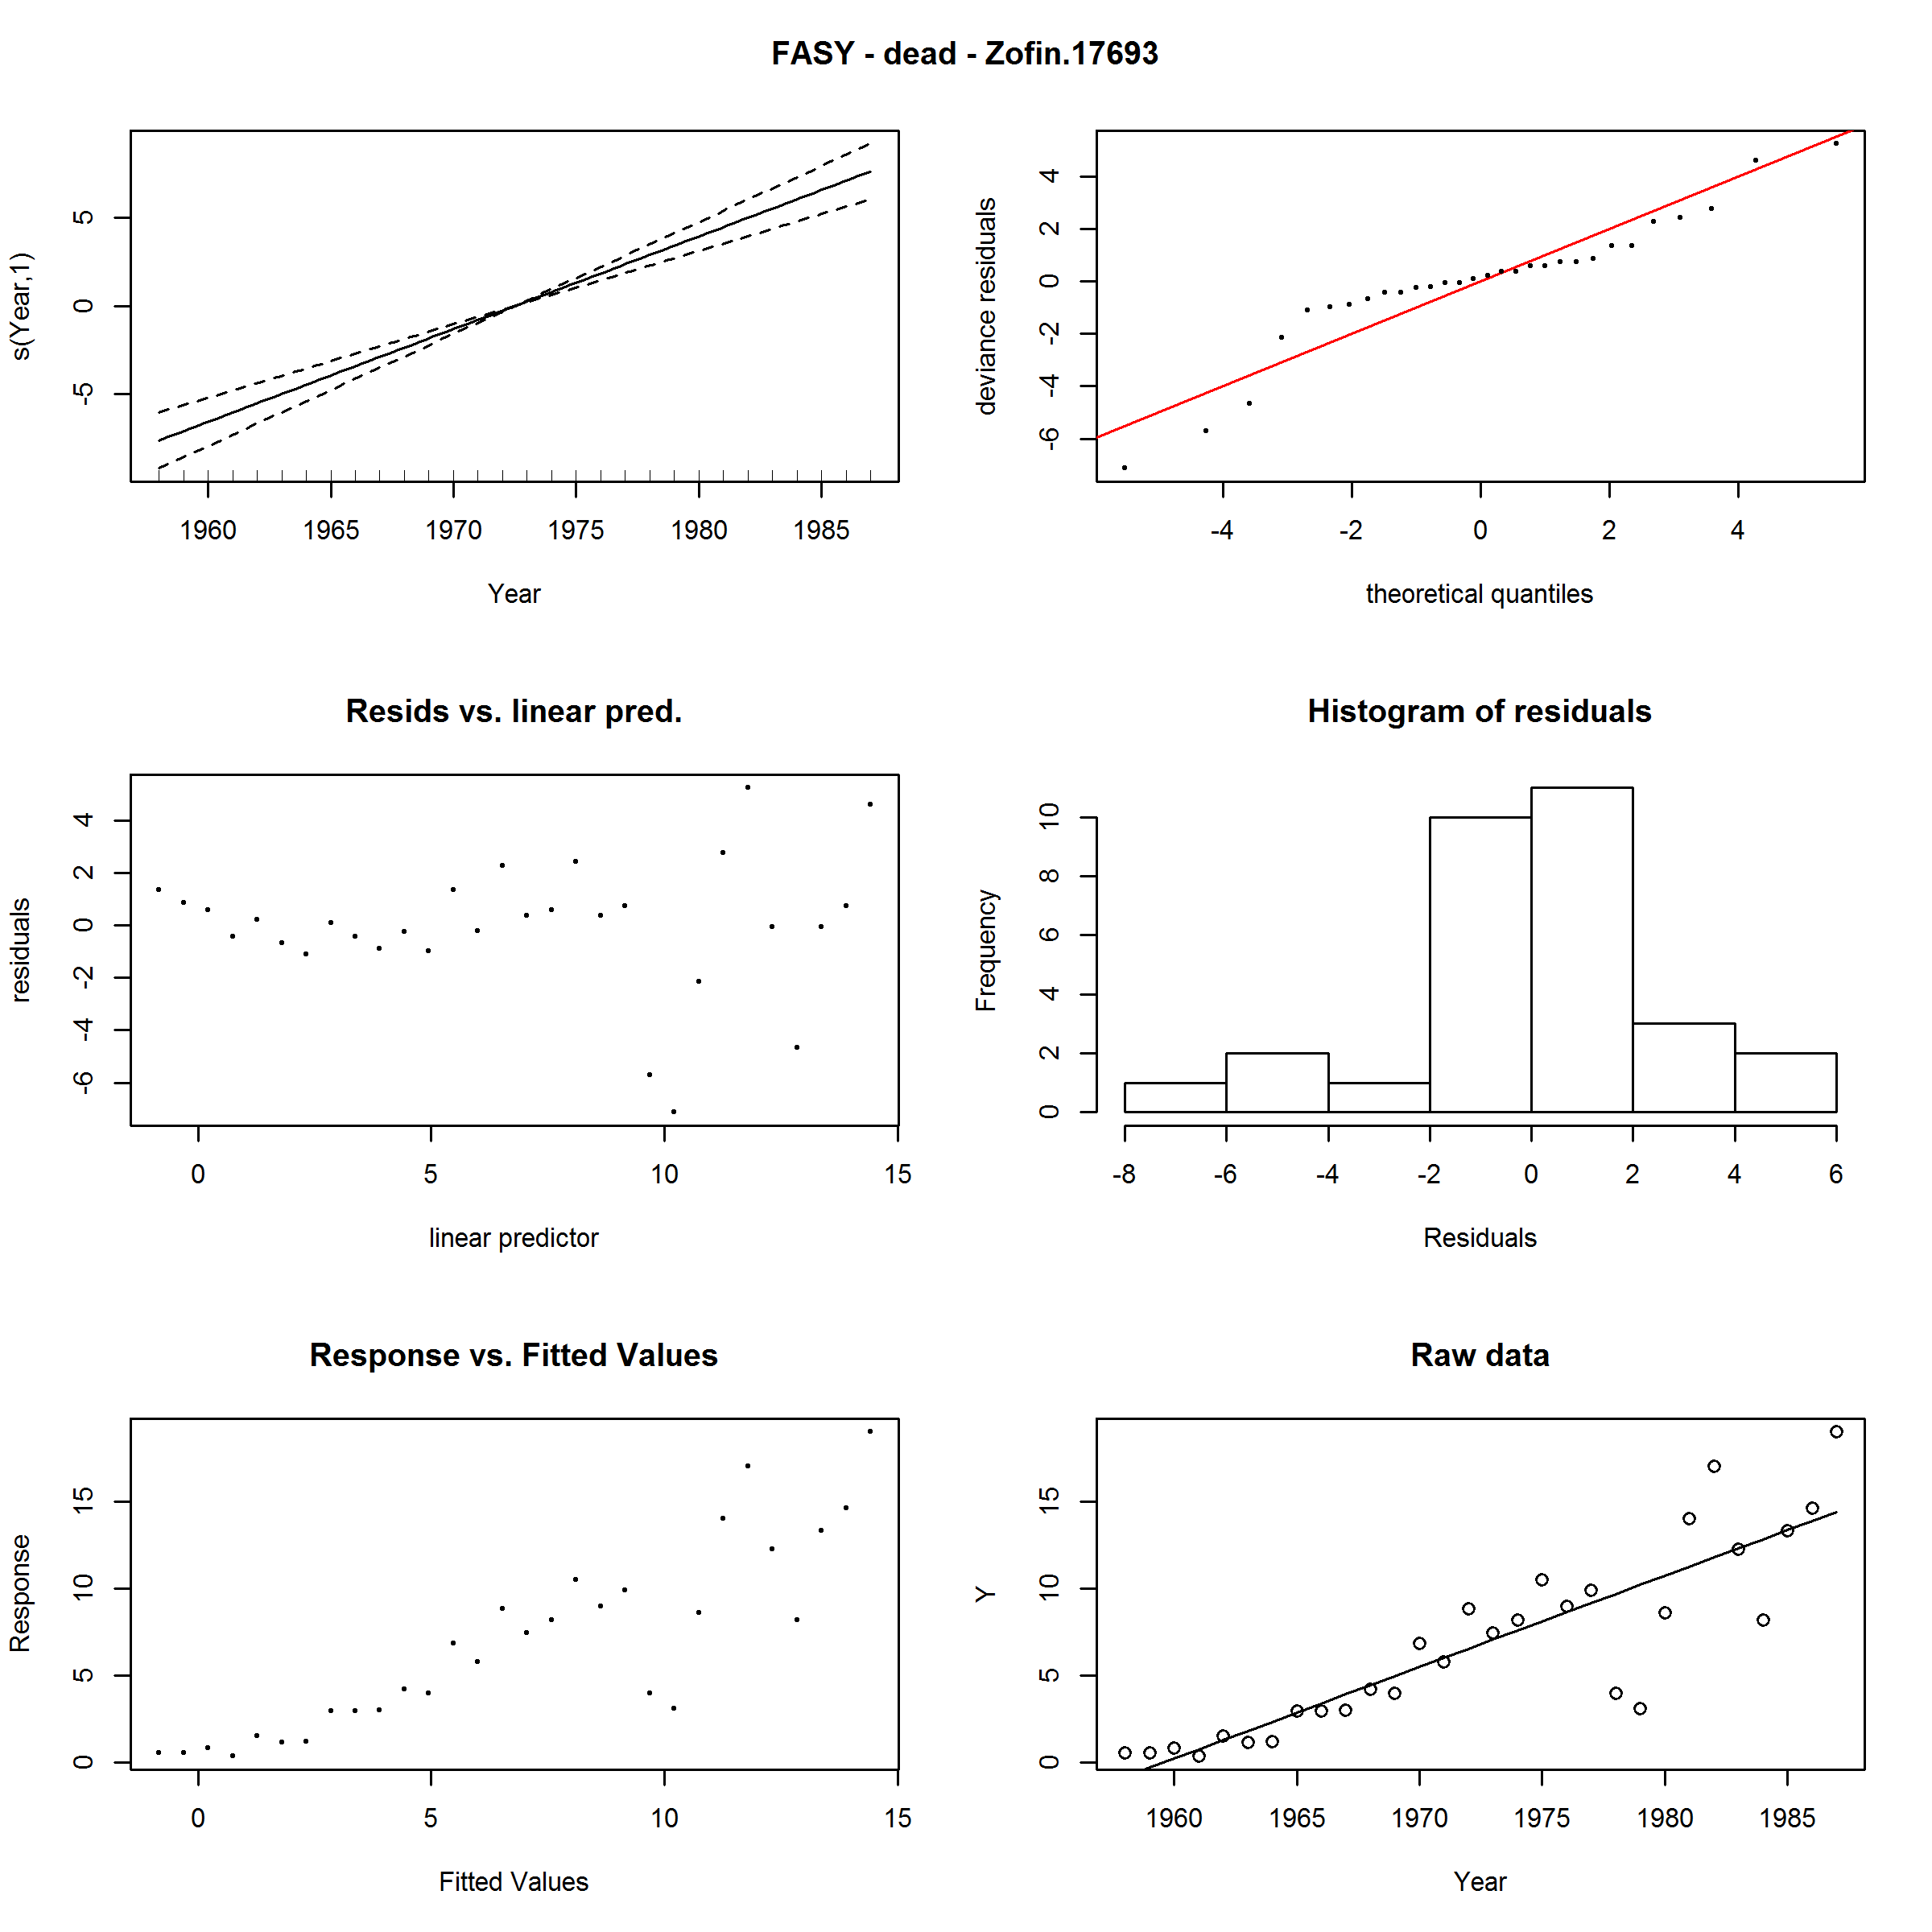 FASY - dead - Zofin.17693
s(Year,1)
5
0
-5
1960 1965 1970 1975 1980 1985
Year
deviance residuals
4
2
0
-2
-4
-6
-4 -2 0 2 4
theoretical quantiles
Resids vs. linear pred.
residuals
4
2
0
-2
-4
-6
0 5 10 15
linear predictor
Histogram of residuals
Frequency
10
8
6
4
2
0
-8 -6 -4 -2 0 2 4 6
Residuals
Response vs. Fitted Values
Response
15
10
5
0
0 5 10 15
Fitted Values
Raw data
Y
15
10
5
0
1960 1965 1970 1975 1980 1985
Year